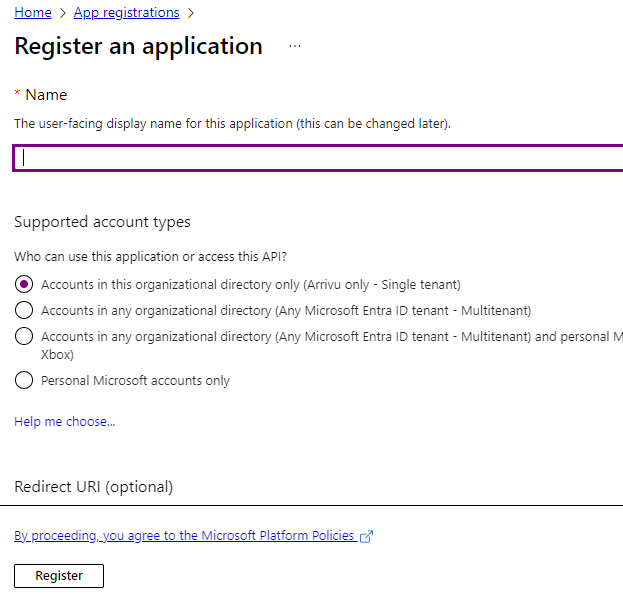 Home > App registrations >
Register an application ...
* Name
The user-facing display name for this application (this can be changed later).
Supported account types
Who can use this application or access this API?
Accounts in this organizational directory only (Arrivu only - Single tenant)
Accounts in any organizational directory (Any Microsoft Entra ID tenant - Multitenant)
Accounts in any organizational directory (Any Microsoft Entra ID tenant - Multitenant) and personal M
Xbox)
Personal Microsoft accounts only
Help me choose...
Redirect URI (optional)
By proceeding, you agree to the Microsoft Platform Policies
Register